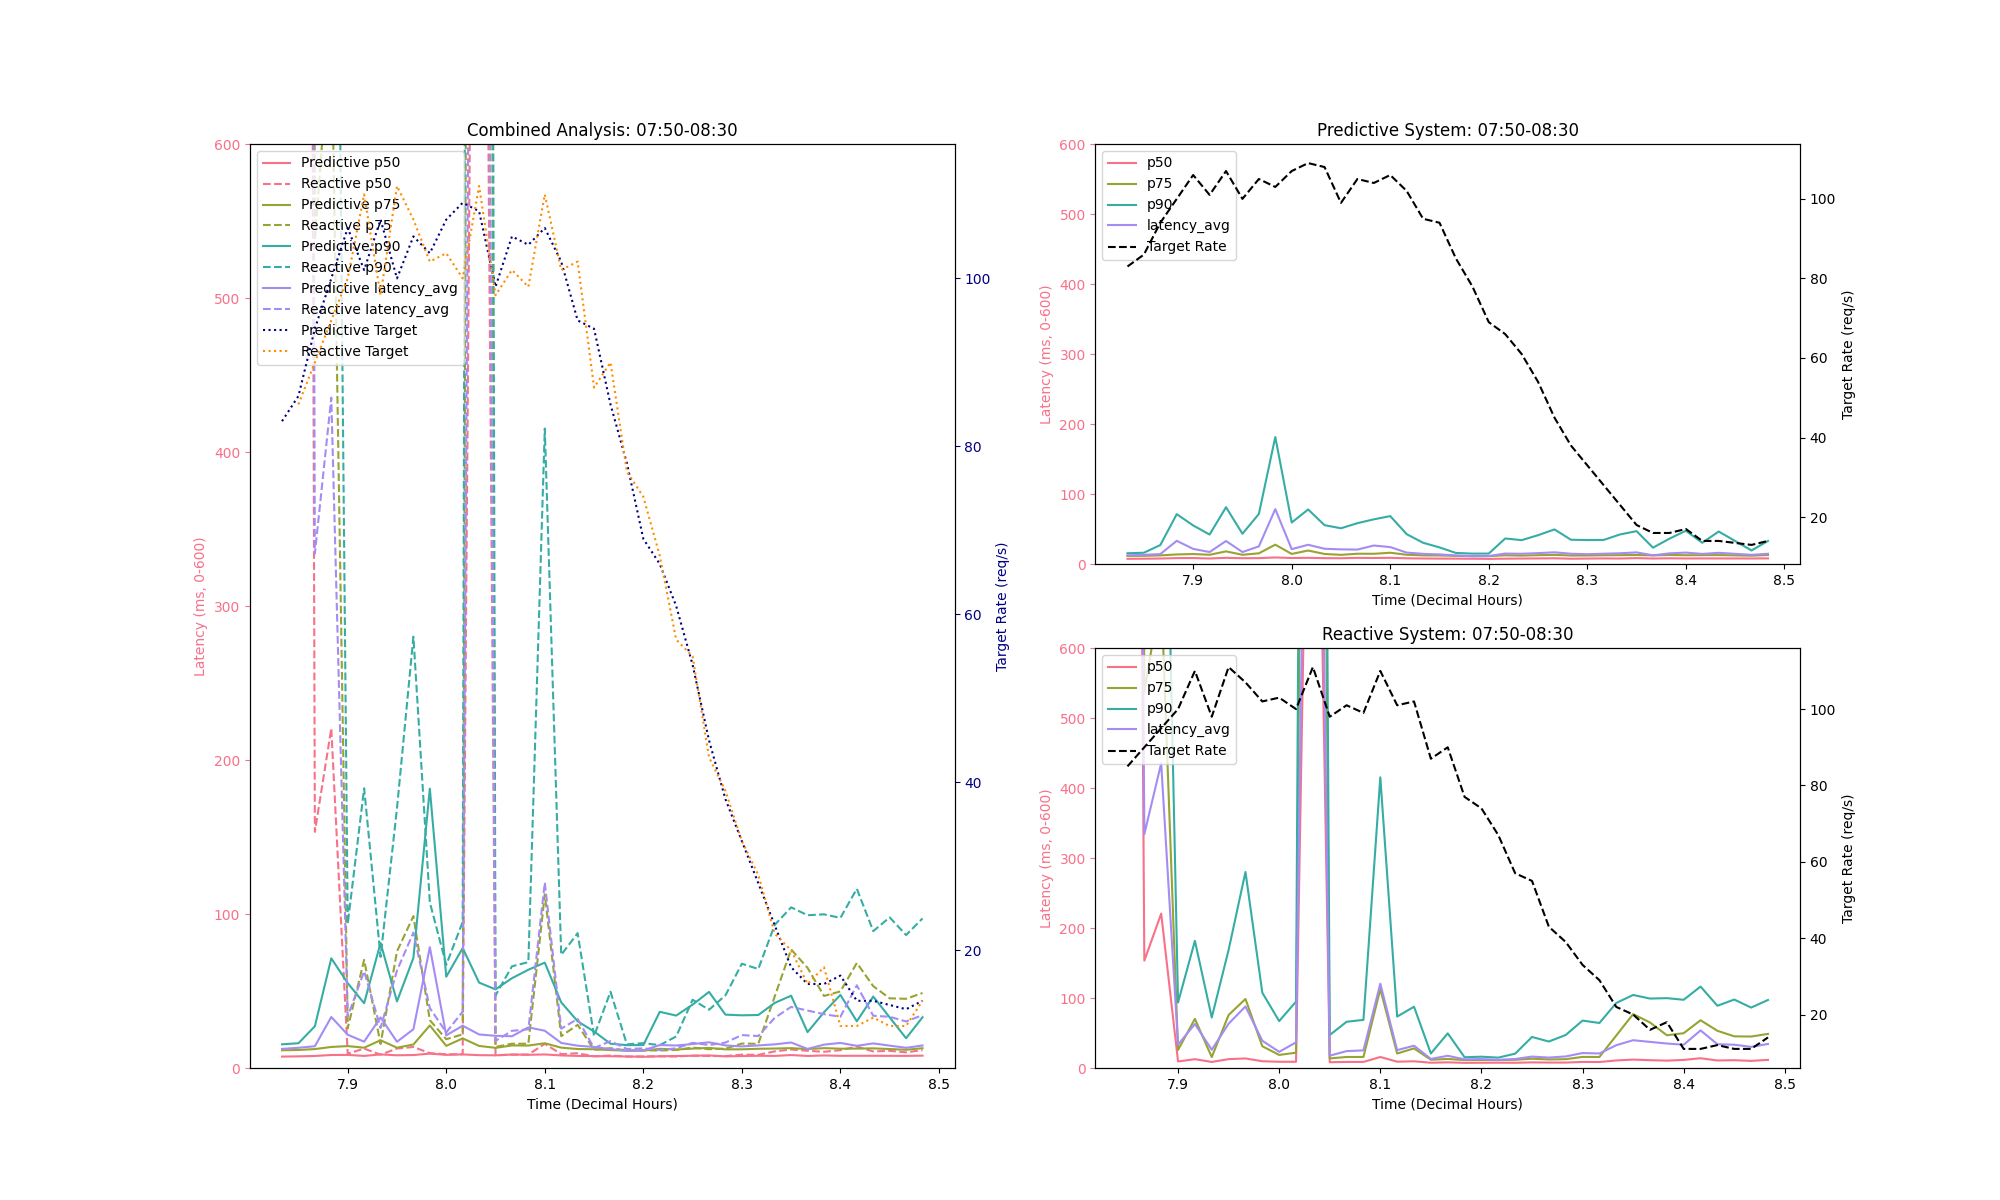 Combined Analysis: 07:50-08:30
Predictive p50
Reactive p50
Predictive p75
Reactive p75
Predictive p90
Reactive p90
Predictive latency_avg
Reactive latency_avg
Predictive Target
Reactive Target
600
500
400
300
200
100
0
Latency (ms, 0-600)
100
80
60
40
20
Target Rate (req/s)
7.9 8.0 8.1 8.2 8.3 8.4 8.5
Time (Decimal Hours)
Predictive System: 07:50-08:30
p50
p75
p90
latency_avg
Target Rate
600
500
400
300
200
100
0
Latency (ms, 0-600)
100
80
60
40
20
Target Rate (req/s)
7.9 8.0 8.1 8.2 8.3 8.4 8.5
Time (Decimal Hours)
Reactive System: 07:50-08:30
p50
p75
p90
latency_avg
Target Rate
600
500
400
300
200
100
0
Latency (ms, 0-600)
100
80
60
40
20
Target Rate (req/s)
7.9 8.0 8.1 8.2 8.3 8.4 8.5
Time (Decimal Hours)